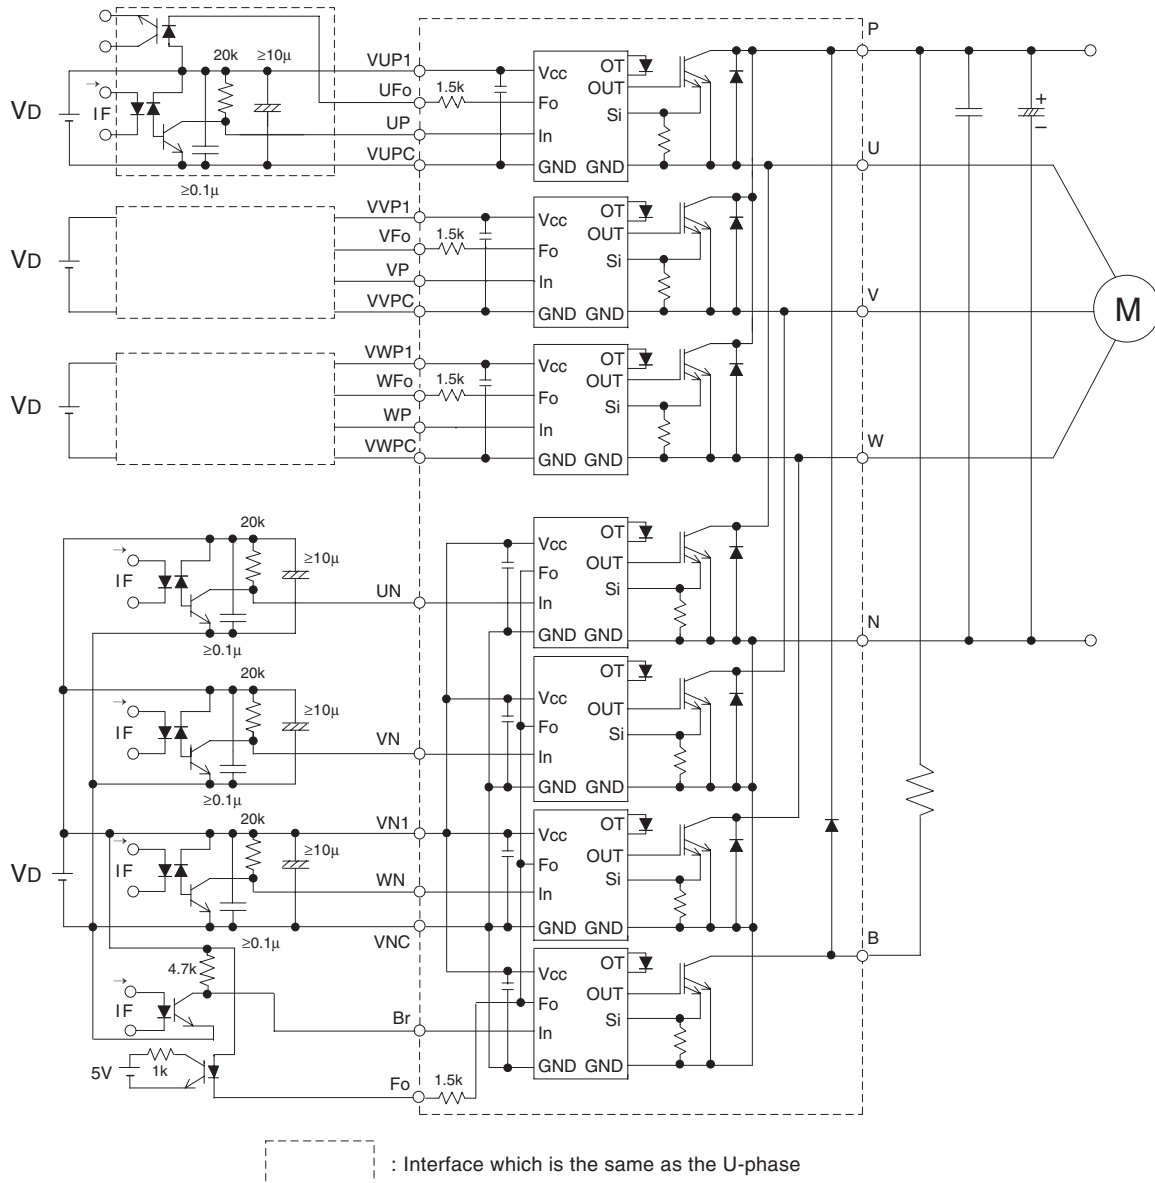 P
20k ≥10μ
VUP1
UFo 1.5k
UP
VUPC
VD
IF
≥0.1μ
Vcc OT
Fo OUT
In Si
GND GND
U
VD
VVP1
VFo 1.5k
VP
VVPC
Vcc OT
Fo OUT
In Si
GND GND
V
M
VD
VWP1
WFo 1.5k
WP
VWPC
Vcc OT
Fo OUT
In Si
GND GND
W
20k
≥10μ
IF
UN
≥0.1μ
Vcc OT
Fo OUT
In Si
GND GND
N
20k
≥10μ
IF
VN
≥0.1μ
Vcc OT
Fo OUT
In Si
GND GND
20k
≥10μ
VD
IF
VN1
WN
VNC
≥0.1μ
Vcc OT
Fo OUT
In Si
GND GND
B
4.7k
IF
Br
5V
1k
Fo 1.5k
Vcc OT
Fo OUT
In Si
GND GND
+
−
: Interface which is the same as the U-phase